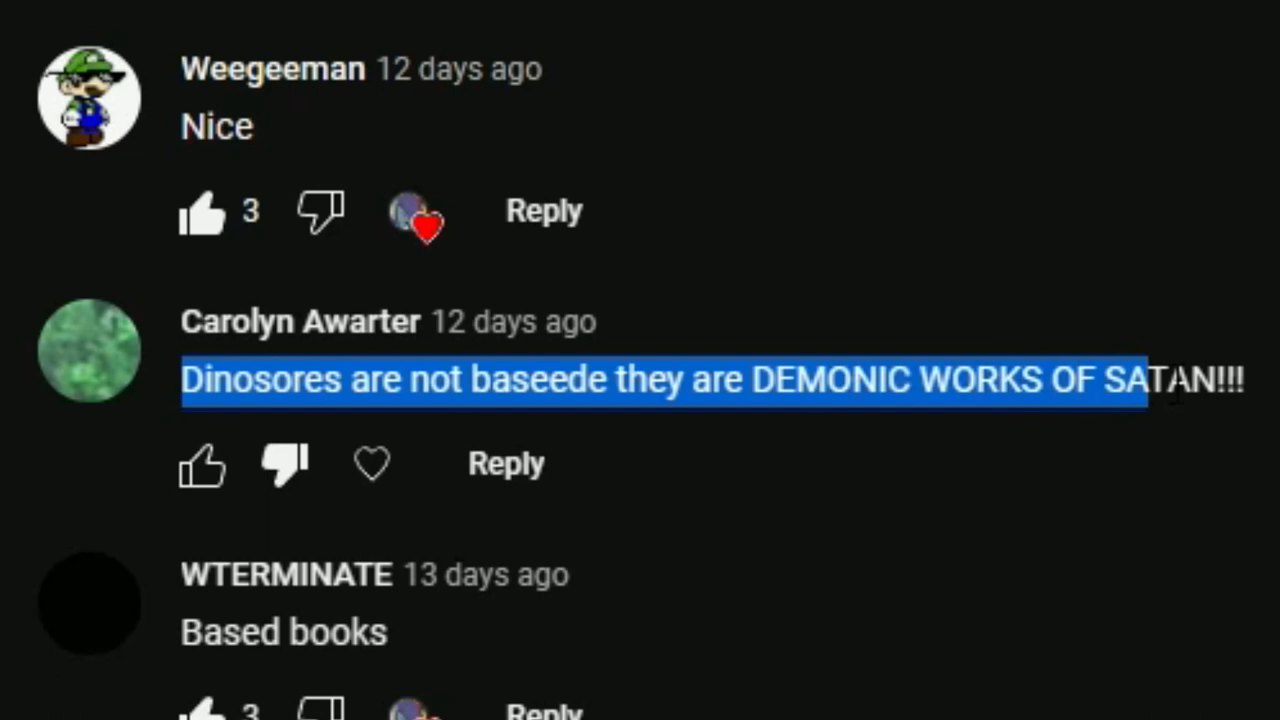 Weegeeman 12 days ago
Nice
3 Reply
Carolyn Awarter 12 days ago
Dinosores are not baseede they are DEMONIC WORKS OF SATAN!!!
Reply
WTERMINATE 13 days ago
Based books
3 Reply